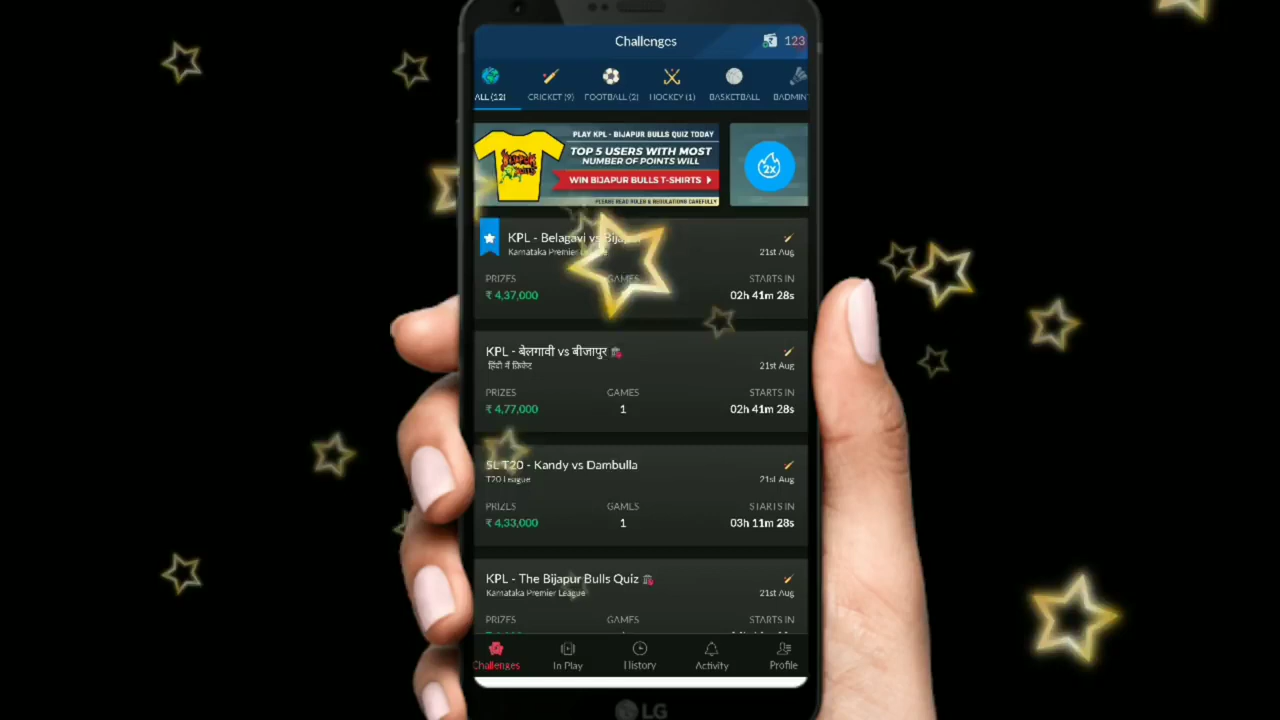 Challenges
123
ALL (12)
CRICKET (9)
FOOTBALL (2)
HOCKEY (1)
BASKETBALL
BADMIN
PLAY KPL - BIJAPUR BULLS QUIZ TODAY
TOP 5 USERS WITH MOST
NUMBER OF POINTS WILL
WIN BIJAPUR BULLS T-SHIRTS
PLEASE READ RULES & REGULATIONS CAREFULLY
2x
KPL - Belagavi vs
Karnataka Premier
21st Aug
PRIZES
GAMES
STARTS IN
₹ 4,37,000
02h 41m 28s
KPL - बेलगावी vs बीजापुर
हिंदी में क्रिकेट
21st Aug
PRIZES
GAMES
STARTS IN
₹ 4,77,000
1
02h 41m 28s
SL T20 - Kandy vs Dambulla
T20 League
21st Aug
PRIZES
GAMES
STARTS IN
₹ 4,33,000
1
03h 11m 28s
KPL - The Bijapur Bulls Quiz
Karnataka Premier League
21st Aug
PRIZES
GAMES
STARTS IN
Challenges
In Play
History
Activity
Profile
LG